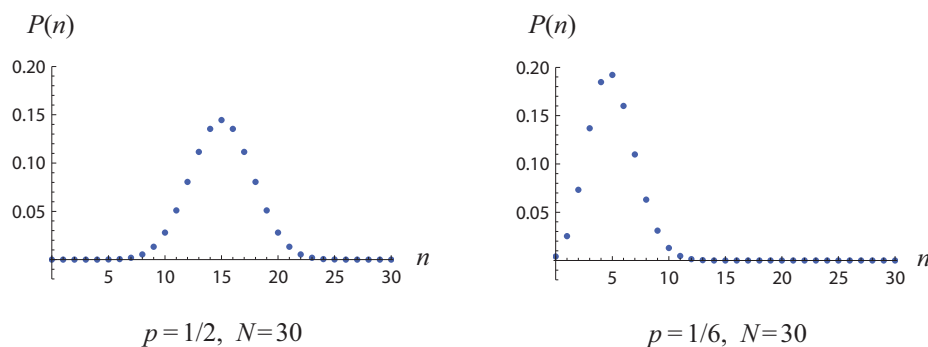 P(n) P(n)
0.20 0.20
0.15 0.15
0.10 0.10
0.05 0.05
5 10 15 20 25 30 n 5 10 15 20 25 30 n
p = 1/2, N = 30 p = 1/6, N = 30